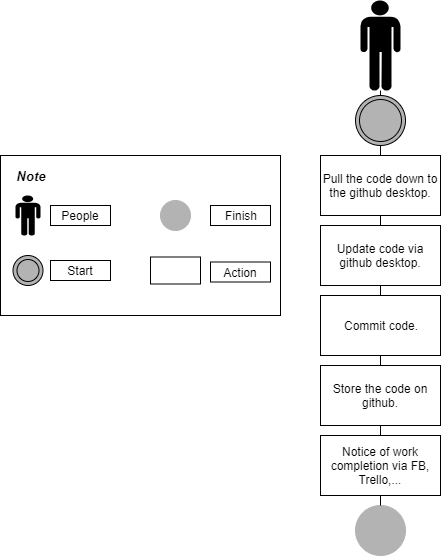 Note
People
Finish
Start
Action
Pull the code down to
the github desktop.
Update code via
github desktop.
Commit code.
Store the code on
github.
Notice of work
completion via FB,
Trello,...